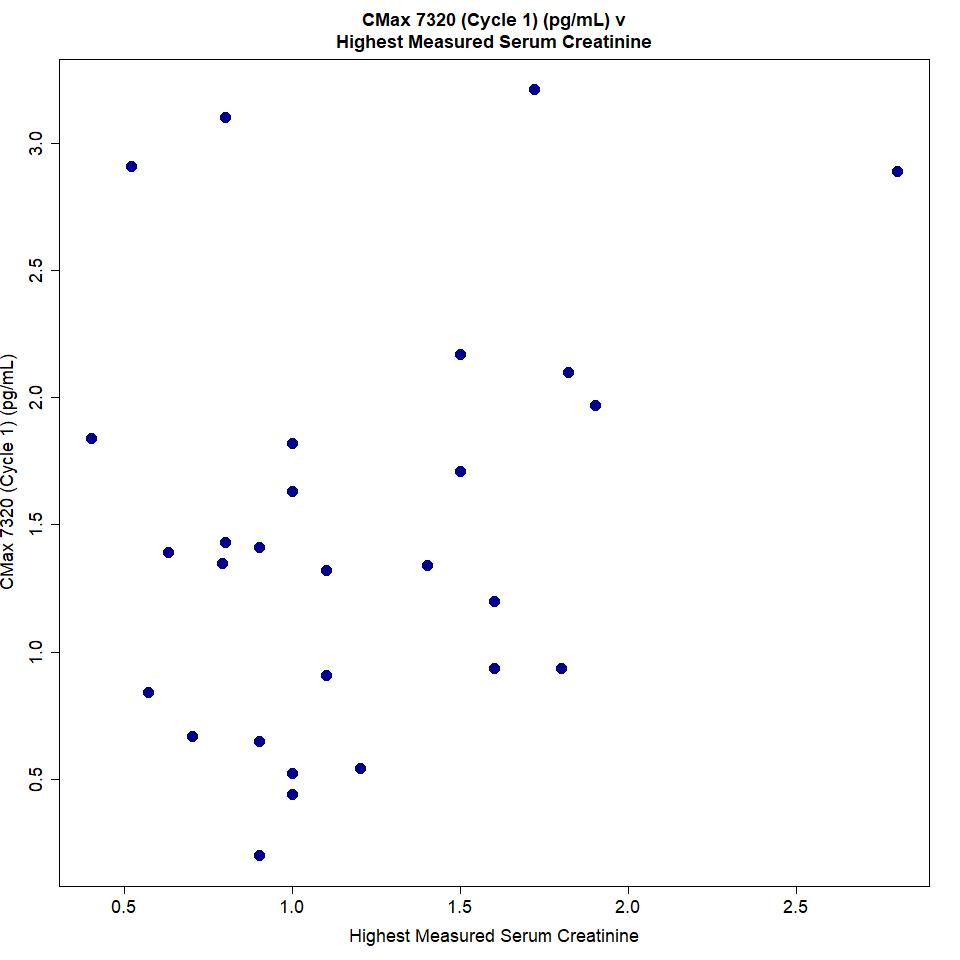 CMax 7320 (Cycle 1) (pg/mL) v
Highest Measured Serum Creatinine
CMax 7320 (Cycle 1) (pg/mL)
3.0
2.5
2.0
1.5
1.0
0.5
0.5
1.0
1.5
2.0
2.5
Highest Measured Serum Creatinine